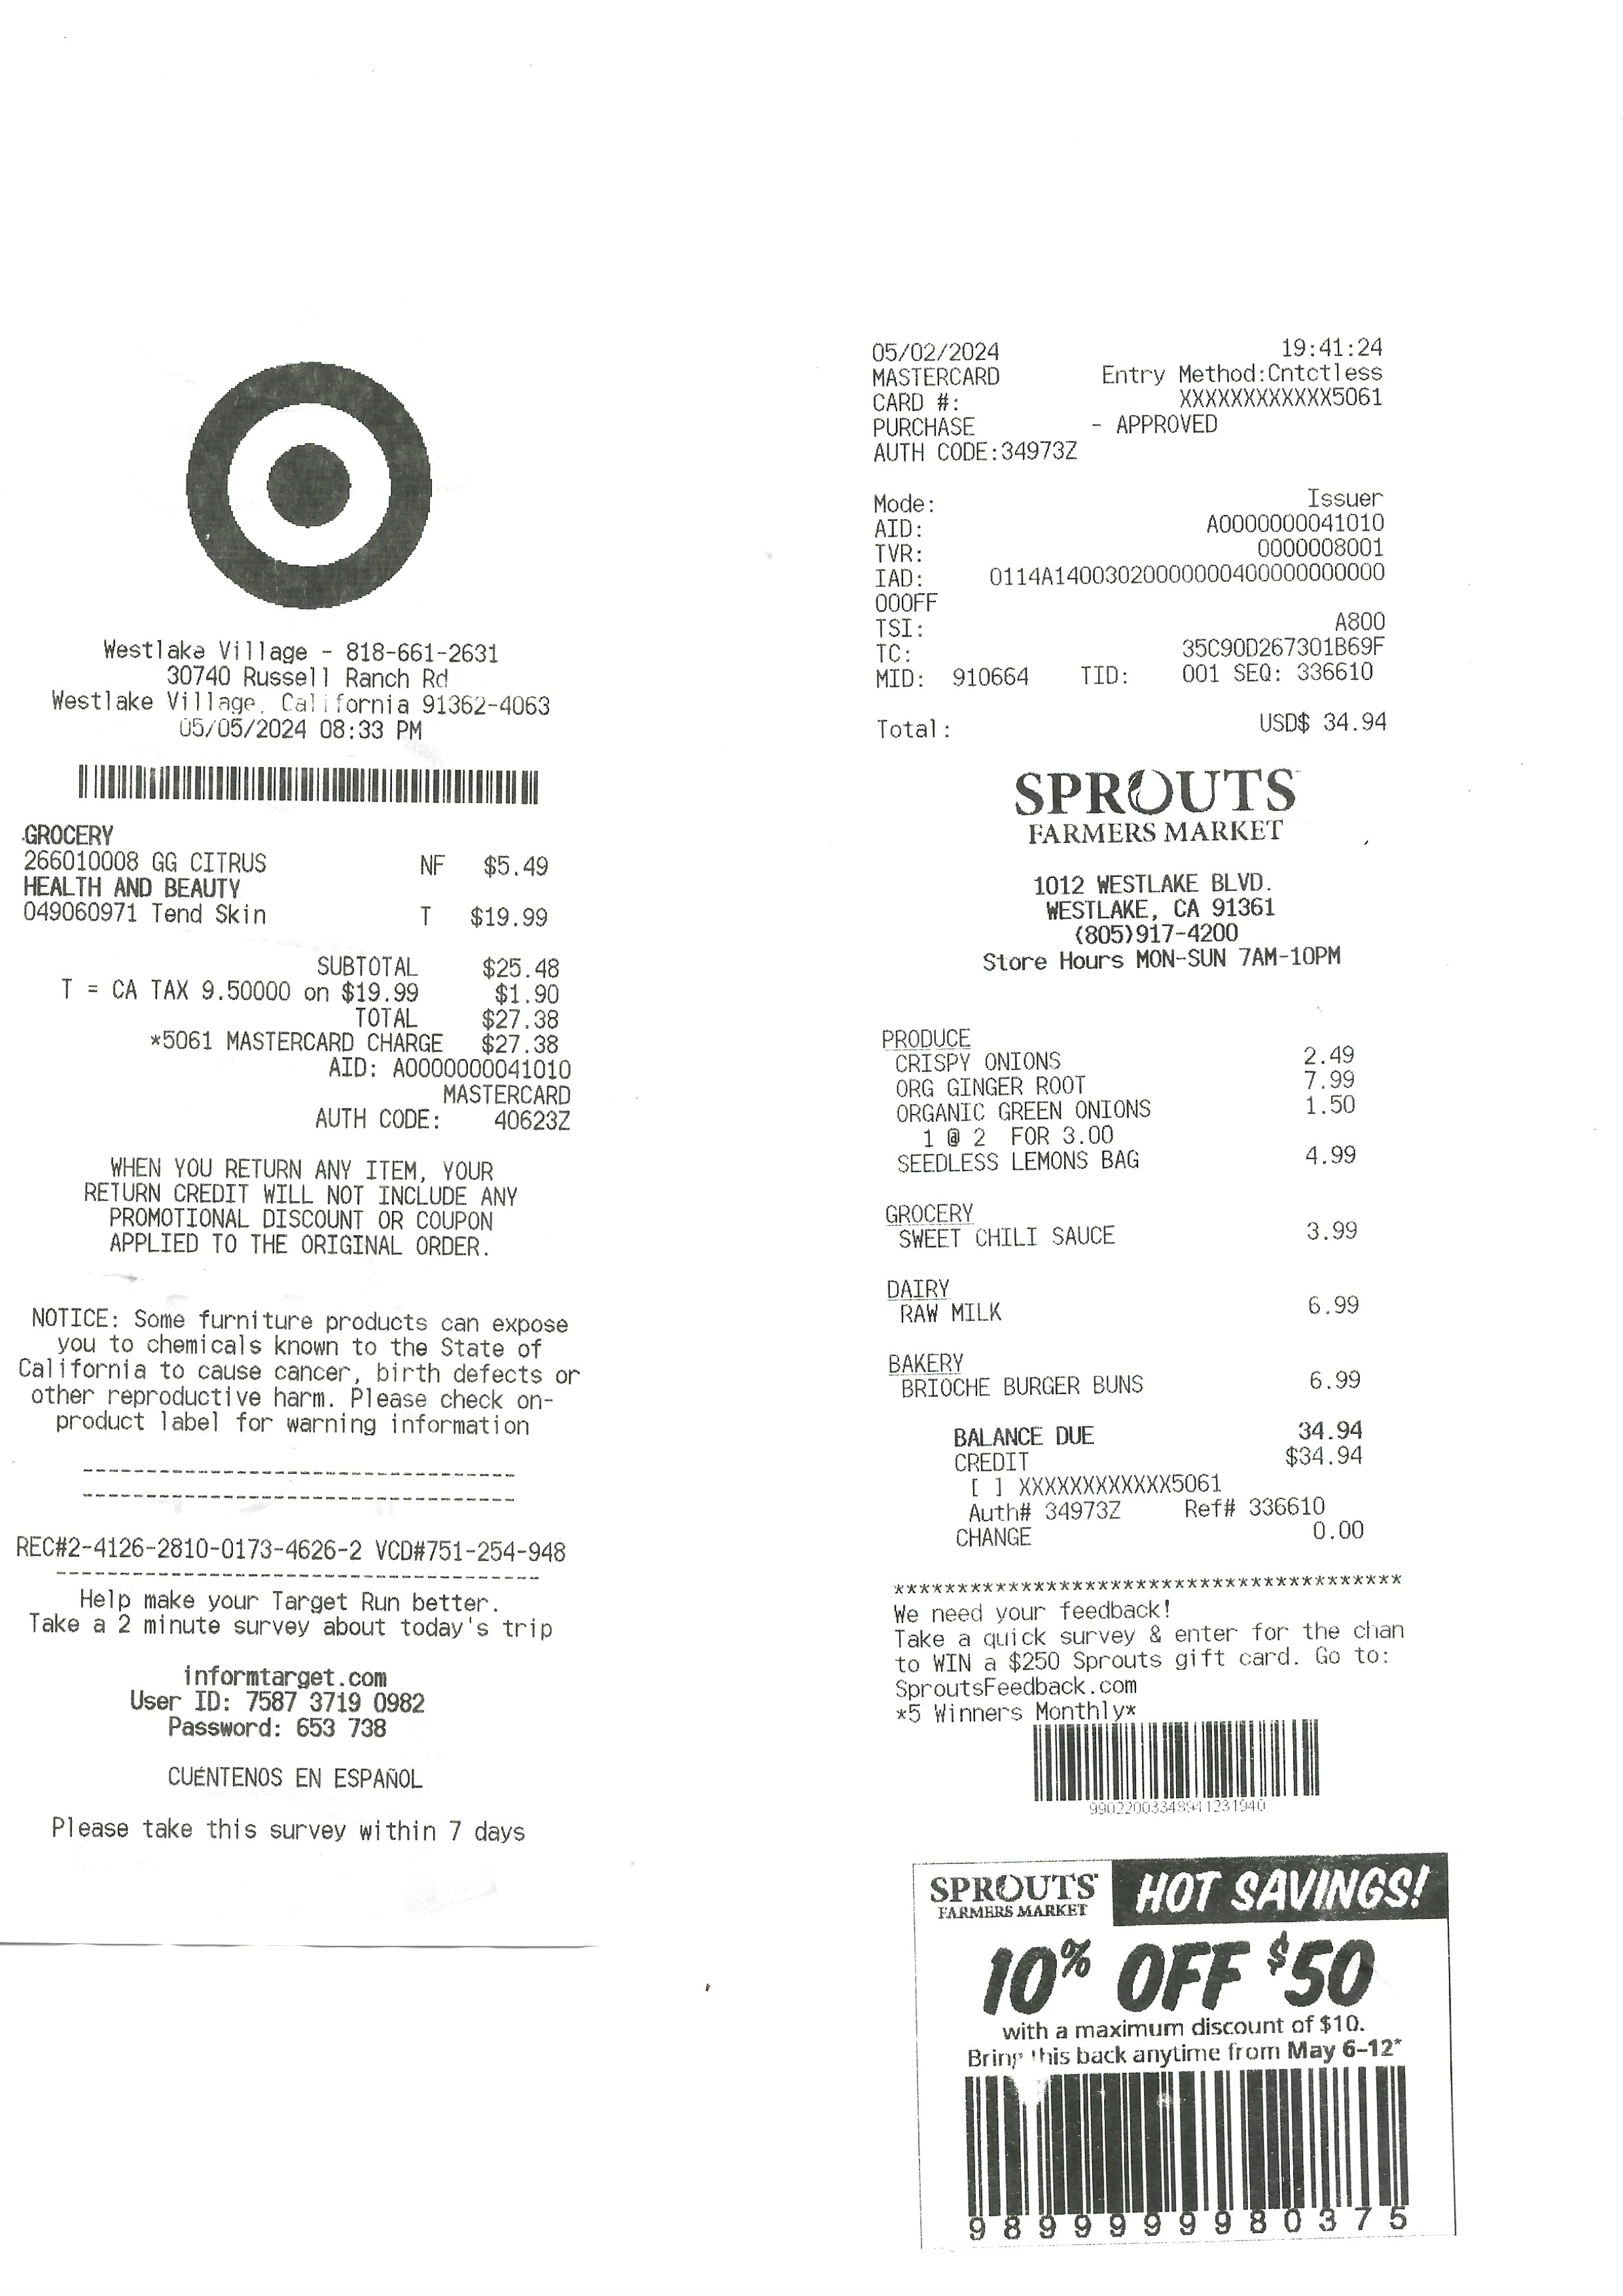 Westlake Village - 818-661-2631
30740 Russell Ranch Rd
Westlake Village, California 91362-4063
05/05/2024 08:33 PM
GROCERY
266010008 GG CITRUS NF $5.49
HEALTH AND BEAUTY
049060971 Tend Skin T $19.99
SUBTOTAL $25.48
T = CA TAX 9.50000 on $19.99 $1.90
TOTAL $27.38
*5061 MASTERCARD CHARGE $27.38
AID: A0000000041010
MASTERCARD
AUTH CODE: 40623Z
WHEN YOU RETURN ANY ITEM, YOUR
RETURN CREDIT WILL NOT INCLUDE ANY
PROMOTIONAL DISCOUNT OR COUPON
APPLIED TO THE ORIGINAL ORDER.
NOTICE: Some furniture products can expose
you to chemicals known to the State of
California to cause cancer, birth defects or
other reproductive harm. Please check on-
product label for warning information
REC#2-4126-2810-0173-4626-2 VCD#751-254-948
Help make your Target Run better.
Take a 2 minute survey about today's trip
informtarget.com
User ID: 7587 3719 0982
Password: 653 738
CUÉNTENOS EN ESPAÑOL
Please take this survey within 7 days
05/02/2024 19:41:24
MASTERCARD Entry Method:Cntctless
CARD #: XXXXXXXXXXXX5061
PURCHASE - APPROVED
AUTH CODE:34973Z
Mode: Issuer
AID: A0000000041010
TVR: 0000008001
IAD: 0114A14003020000000400000000000
000FF
TSI: A800
TC: 35C90D267301B69F
MID: 910664 TID: 001 SEQ: 336610
Total: USD$ 34.94
SPROUTS
FARMERS MARKET
1012 WESTLAKE BLVD.
WESTLAKE, CA 91361
(805)917-4200
Store Hours MON-SUN 7AM-10PM
PRODUCE
CRISPY ONIONS 2.49
ORG GINGER ROOT 7.99
ORGANIC GREEN ONIONS 1.50
1 @ 2 FOR 3.00
SEEDLESS LEMONS BAG 4.99
GROCERY
SWEET CHILI SAUCE 3.99
DAIRY
RAW MILK 6.99
BAKERY
BRIOCHE BURGER BUNS 6.99
BALANCE DUE 34.94
CREDIT $34.94
[ ] XXXXXXXXXXXX5061
Auth# 34973Z Ref# 336610
CHANGE 0.00
****************************************
We need your feedback!
Take a quick survey & enter for the chan
to WIN a $250 Sprouts gift card. Go to:
SproutsFeedback.com
*5 Winners Monthly*
99022003348941231940
SPROUTS
FARMERS MARKET
HOT SAVINGS!
10% OFF $50
with a maximum discount of $10.
Bring this back anytime from May 6-12*
989999980375